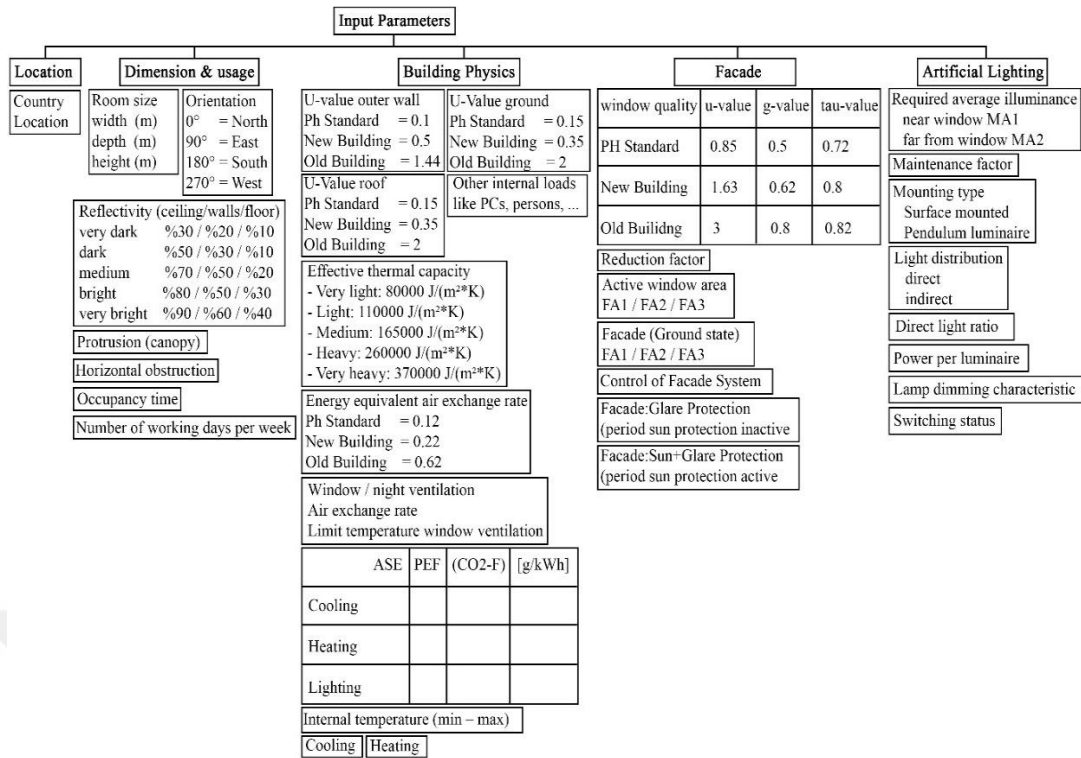 Input Parameters
Location
Country
Location
Dimension & usage
Room size
width (m)
depth (m)
height (m)
Orientation
0° = North
90° = East
180° = South
270° = West
Reflectivity (ceiling/walls/floor)
very dark %30 / %20 / %10
dark %50 / %30 / %10
medium %70 / %50 / %20
bright %80 / %50 / %30
very bright %90 / %60 / %40
Protrusion (canopy)
Horizontal obstruction
Occupancy time
Number of working days per week
Building Physics
U-value outer wall
Ph Standard = 0.1
New Building = 0.5
Old Building = 1.44
U-Value ground
Ph Standard = 0.15
New Building = 0.35
Old Building = 2
U-Value roof
Ph Standard = 0.15
New Building = 0.35
Old Building = 2
Other internal loads
like PCs, persons, ...
Effective thermal capacity
- Very light: 80000 J/(m²*K)
- Light: 110000 J/(m²*K)
- Medium: 165000 J/(m²*K)
- Heavy: 260000 J/(m²*K)
- Very heavy: 370000 J/(m²*K)
Energy equivalent air exchange rate
Ph Standard = 0.12
New Building = 0.22
Old Building = 0.62
Window / night ventilation
Air exchange rate
Limit temperature window ventilation
ASE PEF (CO2-F) [g/kWh]
Cooling
Heating
Lighting
Internal temperature (min – max)
Cooling Heating
Facade
window quality u-value g-value tau-value
PH Standard 0.85 0.5 0.72
New Building 1.63 0.62 0.8
Old Builidng 3 0.8 0.82
Reduction factor
Active window area
FA1 / FA2 / FA3
Facade (Ground state)
FA1 / FA2 / FA3
Control of Facade System
Facade:Glare Protection
(period sun protection inactive
Facade:Sun+Glare Protection
(period sun protection active
Artificial Lighting
Required average illuminance
near window MA1
far from window MA2
Maintenance factor
Mounting type
Surface mounted
Pendulum luminaire
Light distribution
direct
indirect
Direct light ratio
Power per luminaire
Lamp dimming characteristic
Switching status